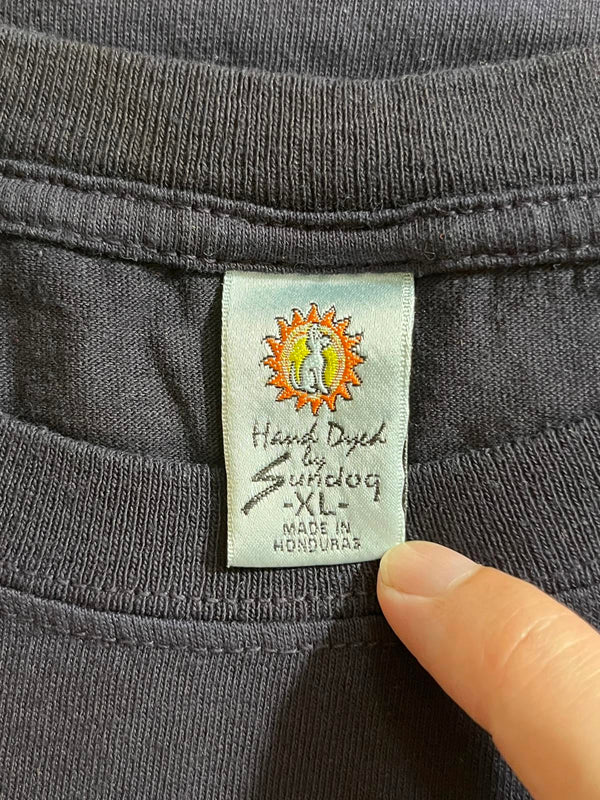 Hand Dyed
by
Sundog
-XL-
MADE IN
HONDURAS